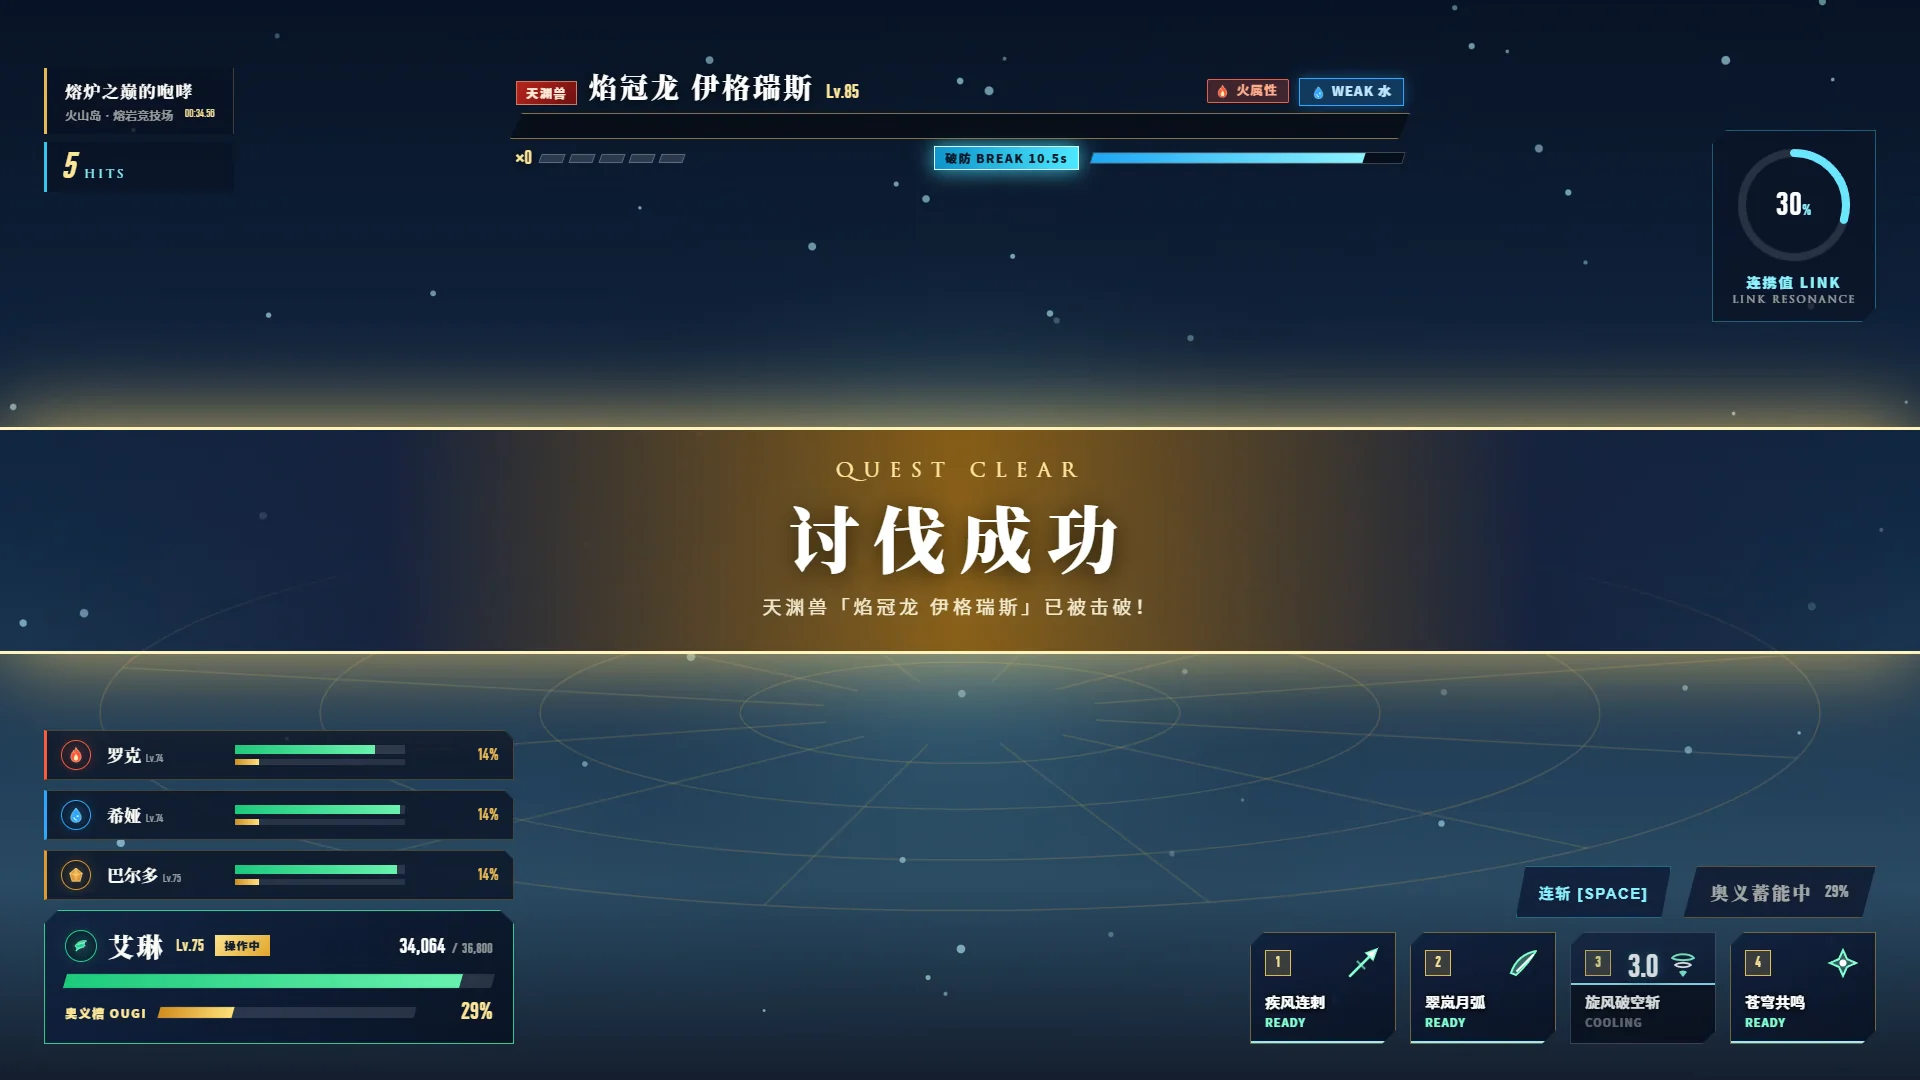 熔炉之巅的咆哮
火山岛 · 熔岩竞技场 00:34.56
5 HITS
天渊兽 焰冠龙 伊格瑞斯 Lv.85
火属性 WEAK 水
×0
破防 BREAK 10.5s
30%
连携值 LINK
LINK RESONANCE
QUEST CLEAR
讨伐成功
天渊兽「焰冠龙 伊格瑞斯」已被击破！
罗克 Lv.74 14%
希娅 Lv.74 14%
巴尔多 Lv.75 14%
艾琳 Lv.75 操作中 34,064 / 36,800
奥义槽 OUGI 29%
连斩 [SPACE]
奥义蓄能中 29%
1
疾风连刺
READY
2
翠岚月弧
READY
3 3.0
旋风破空斩
COOLING
4
苍穹共鸣
READY